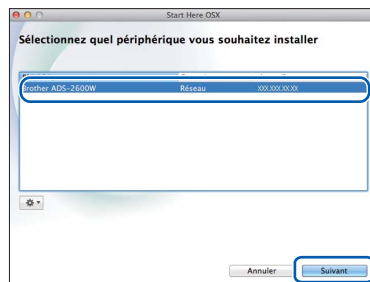 Start Here OSX
Sélectionnez quel périphérique vous souhaitez installer
Brother ADS-2600W Réseau XXX.XXX.XX.XX
Annuler Suivant